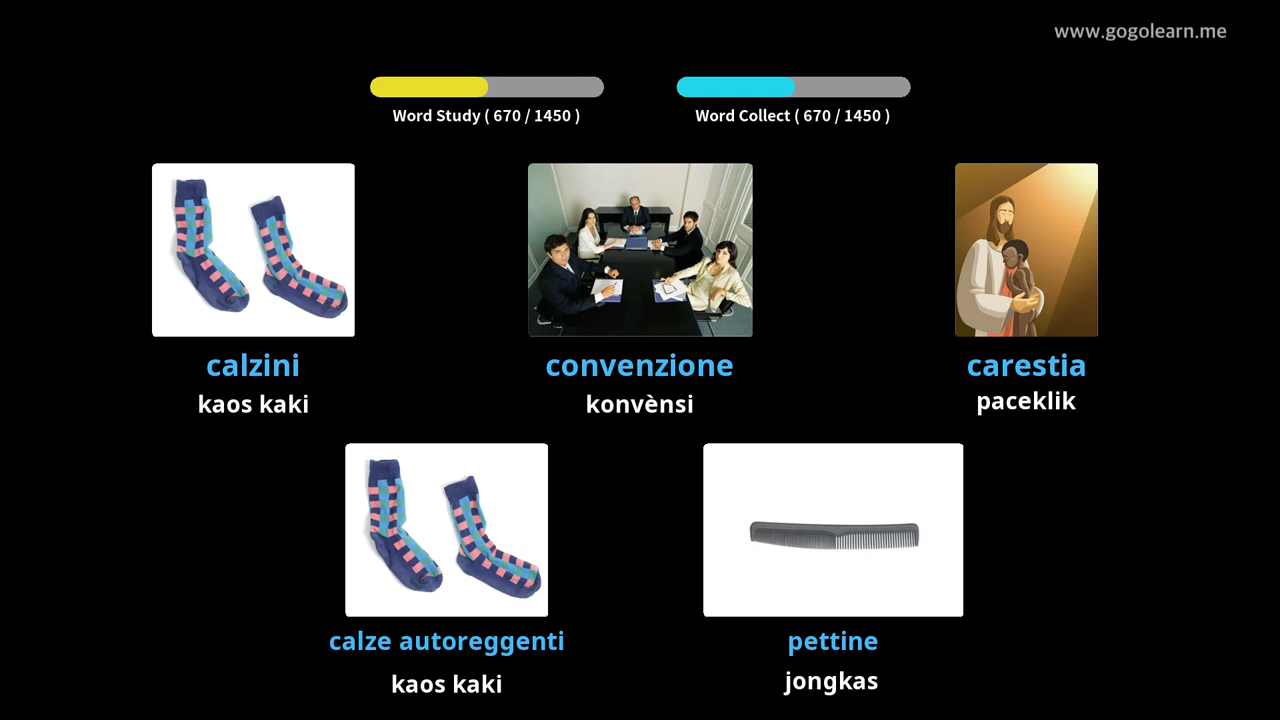 www.gogolearn.me
Word Study ( 670 / 1450 )
Word Collect ( 670 / 1450 )
calzini
kaos kaki
convenzione
konvènsi
carestia
paceklik
calze autoreggenti
kaos kaki
pettine
jongkas